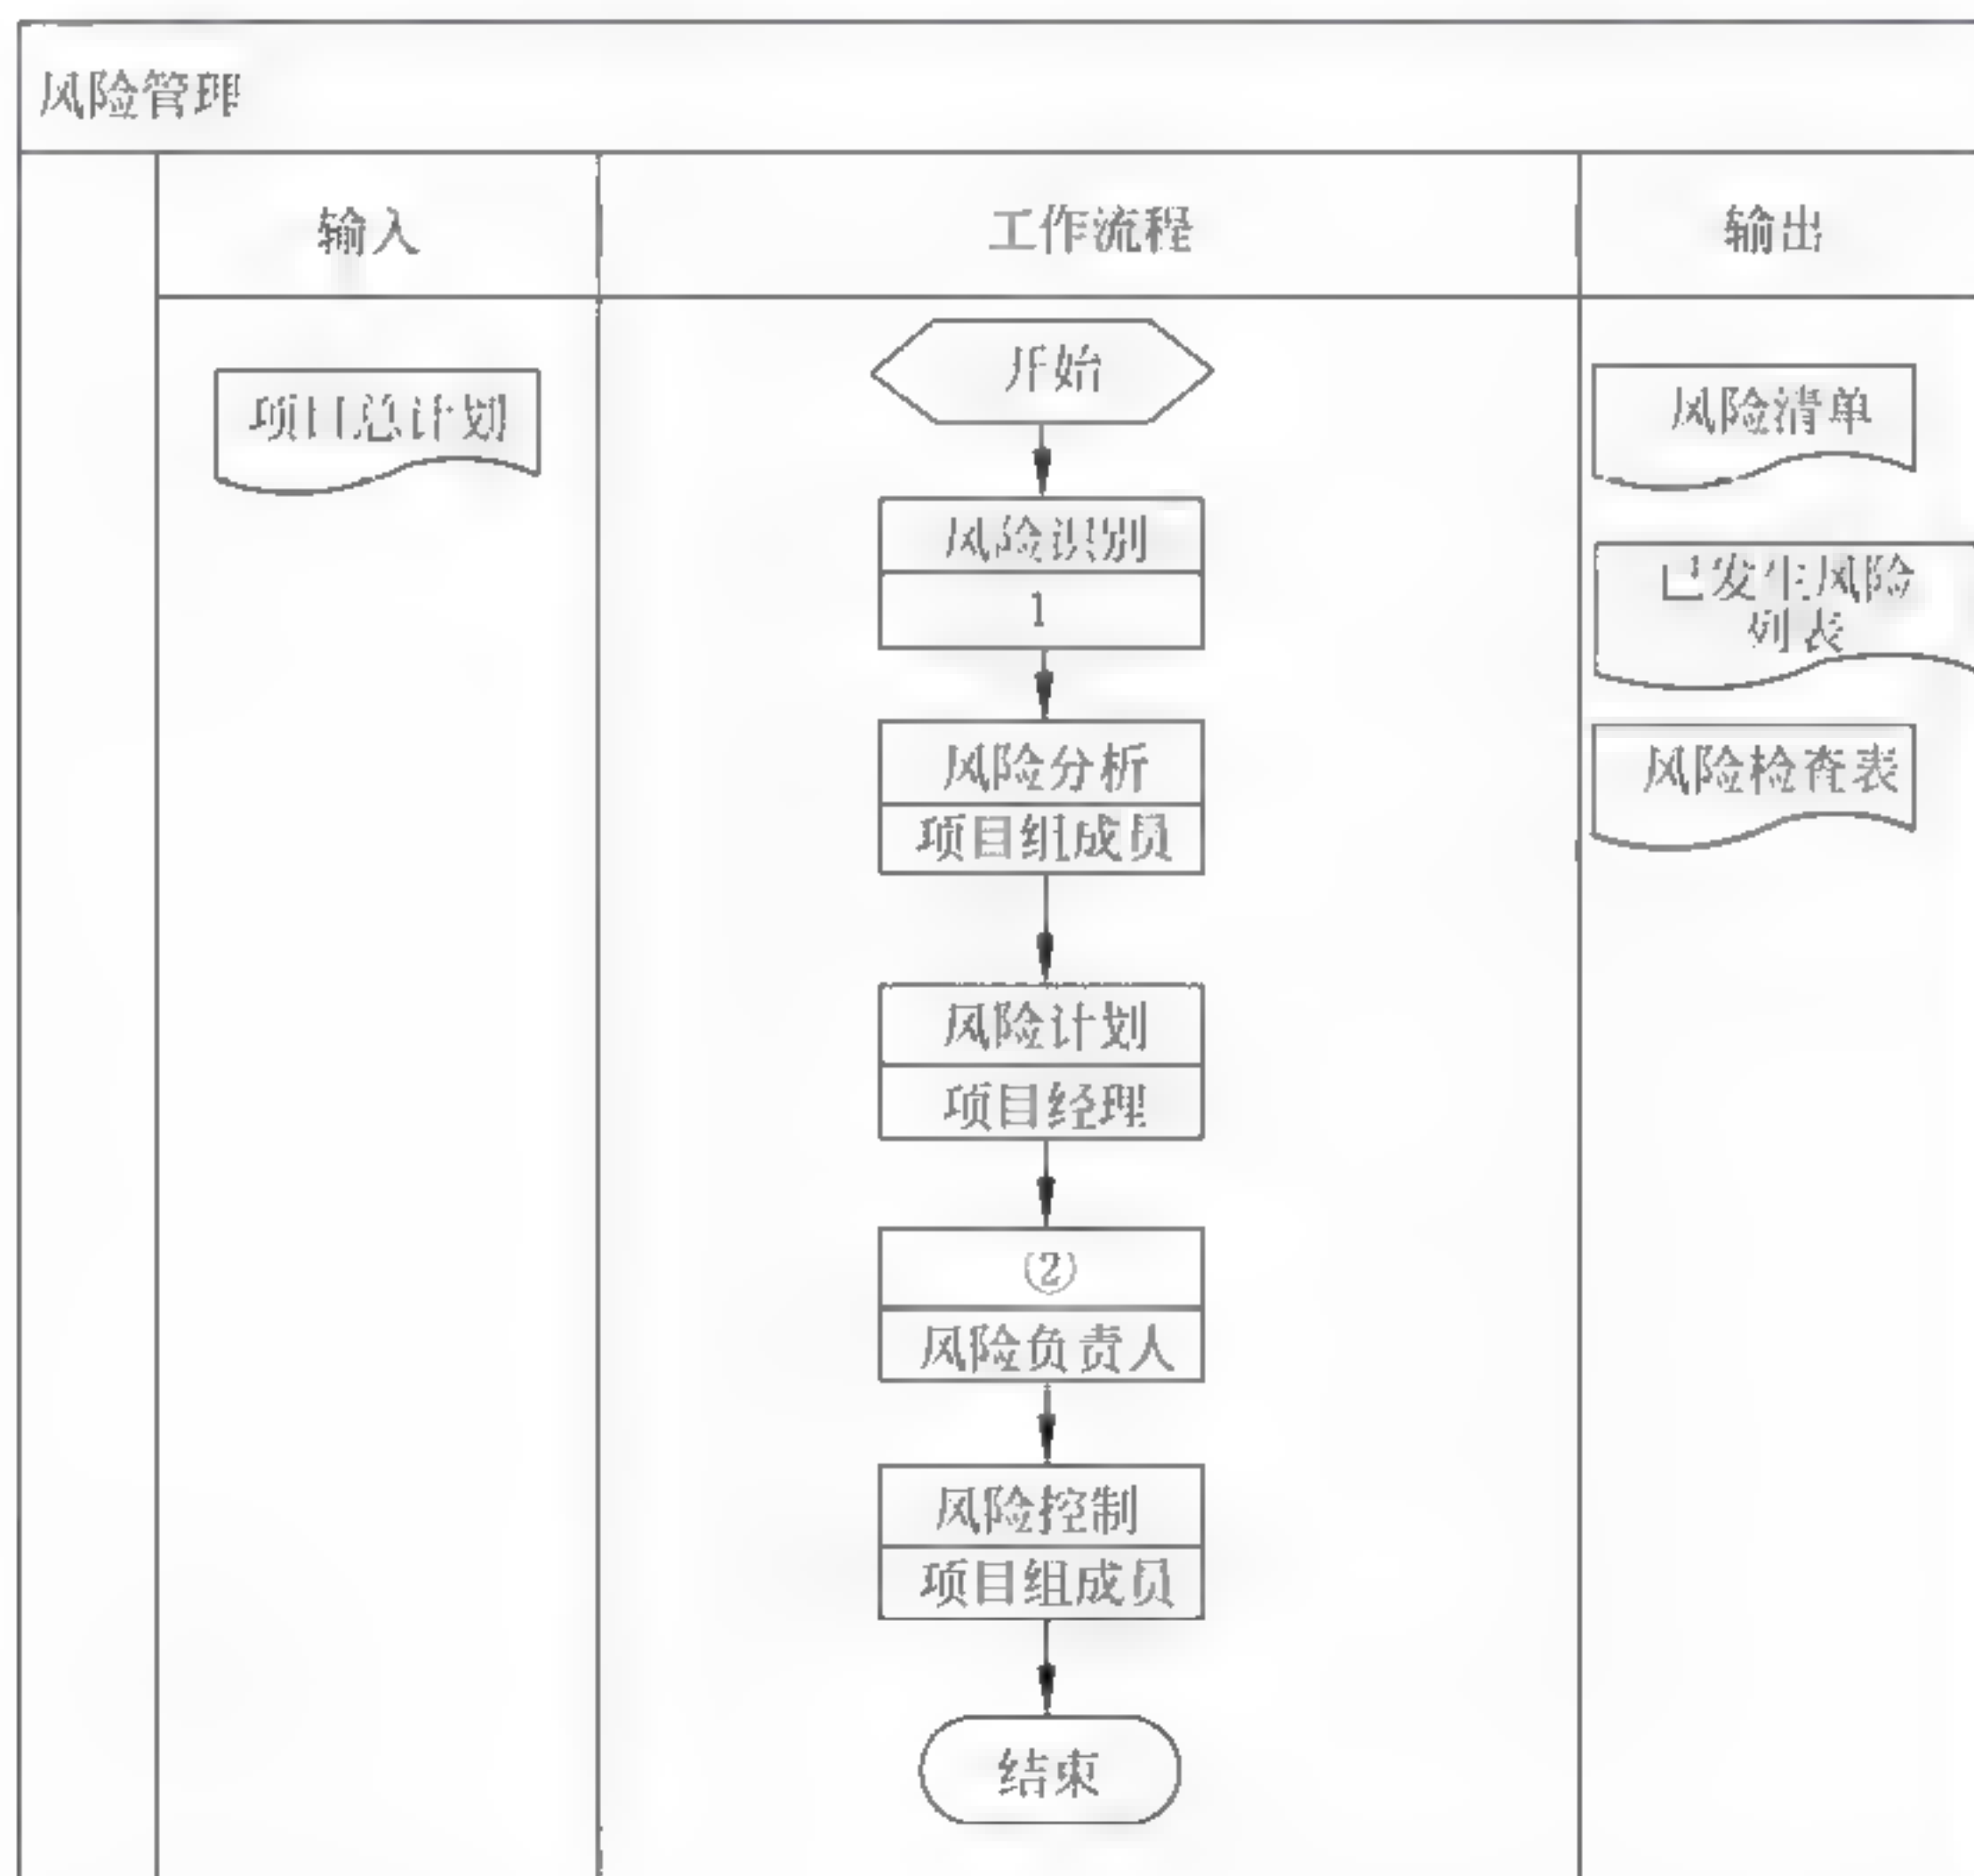 风险管理
输入
工作流程
输出
项目总计划
开始
风险识别
1
风险分析
项目组成员
风险计划
项目经理
②
风险负责人
风险控制
项目组成员
结束
风险清单
已发生风险
列表
风险检查表